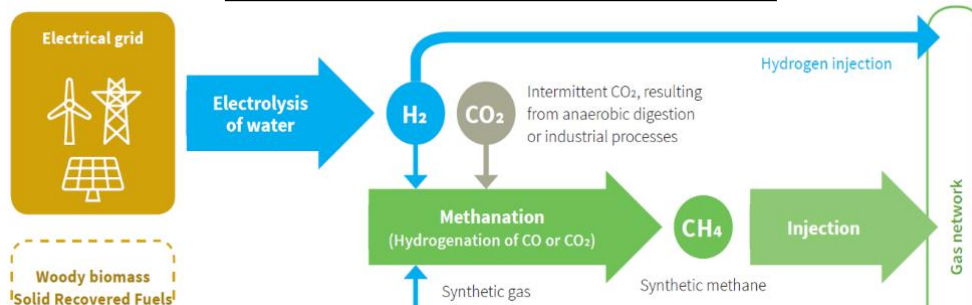 Electrical grid
Electrolysis
of water
H₂
CO₂
Intermittent CO₂, resulting
from anaerobic digestion
or industrial processes
Hydrogen injection
Methanation
(Hydrogenation of CO or CO₂)
CH₄
Injection
Gas network
Woody biomass
Solid Recovered Fuels
Synthetic gas
Synthetic methane